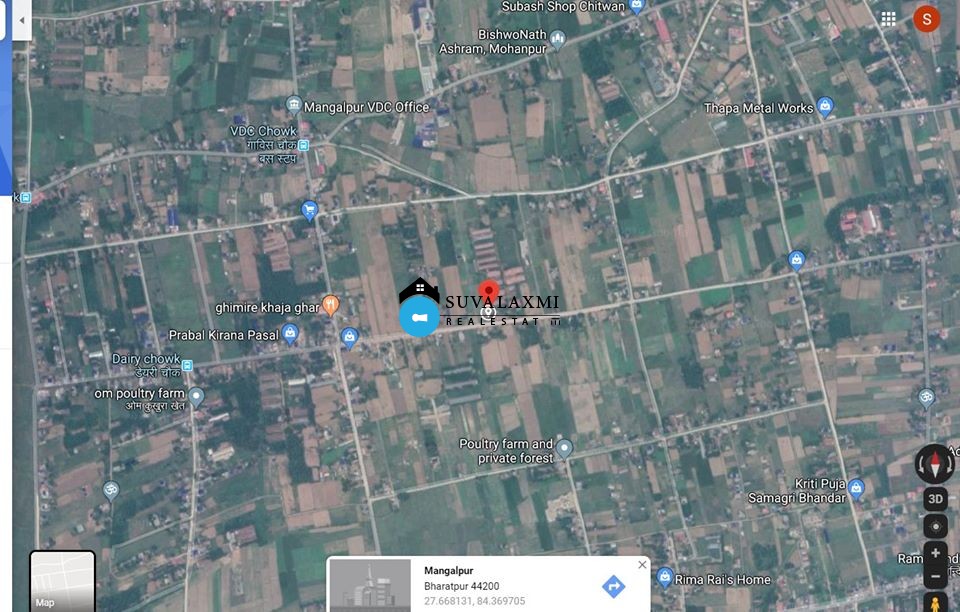 Subash Shop Chitwan
S
BishwoNath
Ashram, Mohanpur
Mangalpur VDC Office
Thapa Metal Works
VDC Chowk
गाविस चोक
बस स्टप
SUVALAXMI
ghimire khaja ghar
Prabal Kirana Pasal
Dairy chowk
डेयरी चौक
om poultry farm
ओम कुखुरा खेत
Poultry farm and
private forest
Kriti Puja
Samagri Bhandar
3D
Mangalpur
Bharatpur 44200
27.668131, 84.369705
Rima Rai's Home
Map